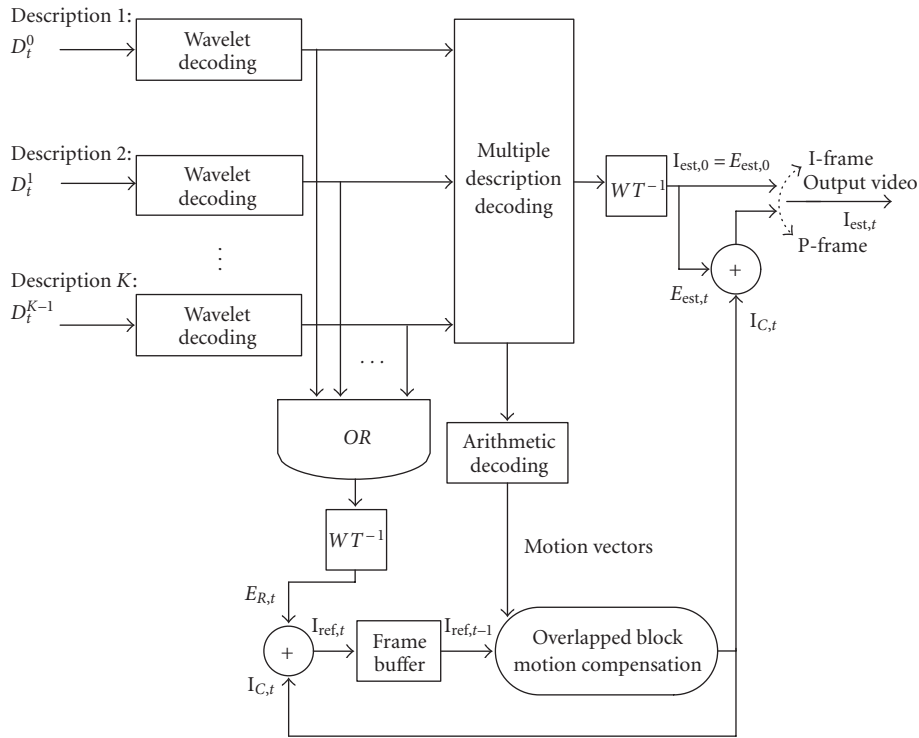 Description 1:
D_t^0
Wavelet
decoding
Description 2:
D_t^1
Wavelet
decoding
⋮
Description K:
D_t^{K−1}
Wavelet
decoding
...
Multiple
description
decoding
WT^{−1}
I_{est,0} = E_{est,0}
I-frame
Output video
I_{est,t}
P-frame
+
E_{est,t}
I_{C,t}
OR
Arithmetic
decoding
WT^{−1}
Motion vectors
E_{R,t}
I_{ref,t}
I_{ref,t−1}
+
Frame
buffer
Overlapped block
motion compensation
I_{C,t}